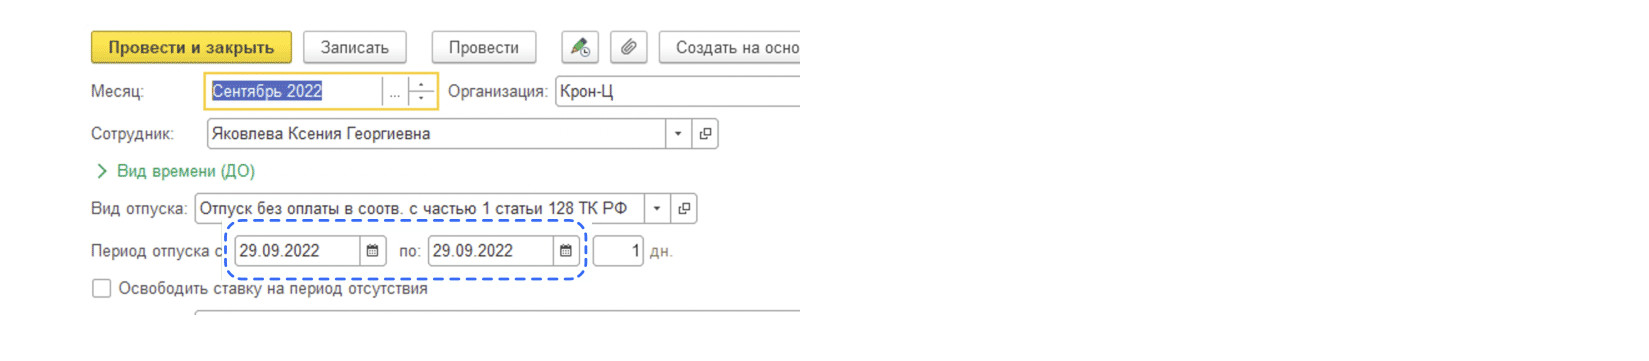 Провести и закрыть Записать Провести Создать на осно
Месяц: Сентябрь 2022 ... Организация: Крон-Ц
Сотрудник: Яковлева Ксения Георгиевна
Вид времени (ДО)
Вид отпуска: Отпуск без оплаты в соотв. с частью 1 статьи 128 ТК РФ
Период отпуска с 29.09.2022 по: 29.09.2022 1 дн.
Освободить ставку на период отсутствия